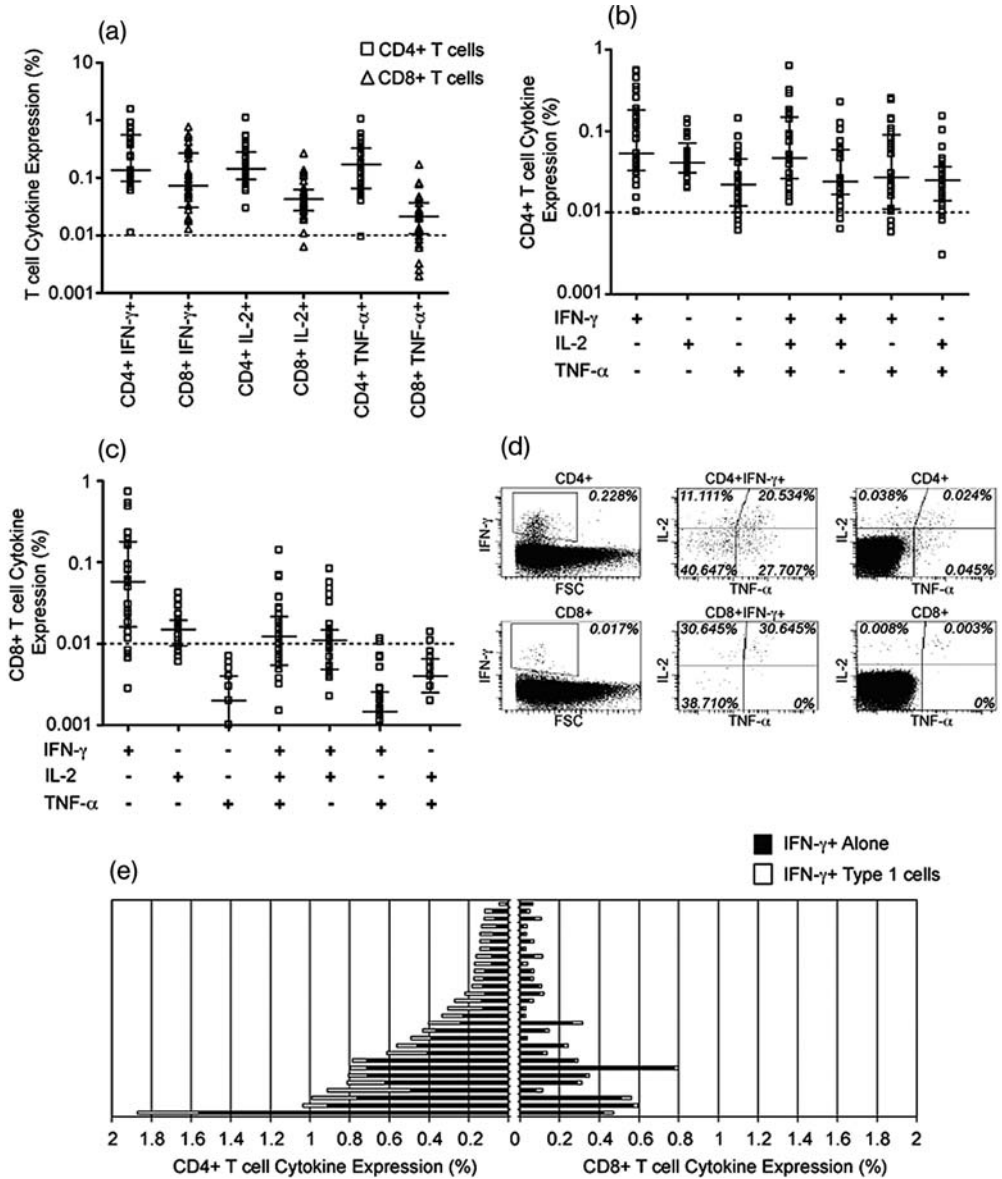 (a)
□ CD4+ T cells
△ CD8+ T cells
T cell Cytokine Expression (%)
10
1
0.1
0.01
0.001
CD4+ IFN-γ+
CD8+ IFN-γ+
CD4+ IL-2+
CD8+ IL-2+
CD4+ TNF-α+
CD8+ TNF-α+
(b)
CD4+ T cell Cytokine
Expression (%)
1
0.1
0.01
0.001
IFN-γ + - - + + + -
IL-2 - + - + + - +
TNF-α - - + + - + +
(c)
CD8+ T cell Cytokine
Expression (%)
1
0.1
0.01
0.001
IFN-γ + - - + + + -
IL-2 - + - + + - +
TNF-α - - + + - + +
(d)
CD4+
0.228%
IFN-γ
FSC
CD4+IFN-γ+
11.111% 20.534%
IL-2
40.647% 27.707%
TNF-α
CD4+
0.038% 0.024%
IL-2
0.045%
TNF-α
CD8+
0.017%
IFN-γ
FSC
CD8+IFN-γ+
30.645% 30.645%
IL-2
38.710% 0%
TNF-α
CD8+
0.008% 0.003%
IL-2
0%
TNF-α
■ IFN-γ+ Alone
□ IFN-γ+ Type 1 cells
(e)
2 1.8 1.6 1.4 1.2 1 0.8 0.6 0.4 0.2 0 0.2 0.4 0.6 0.8 1 1.2 1.4 1.6 1.8 2
CD4+ T cell Cytokine Expression (%)
CD8+ T cell Cytokine Expression (%)